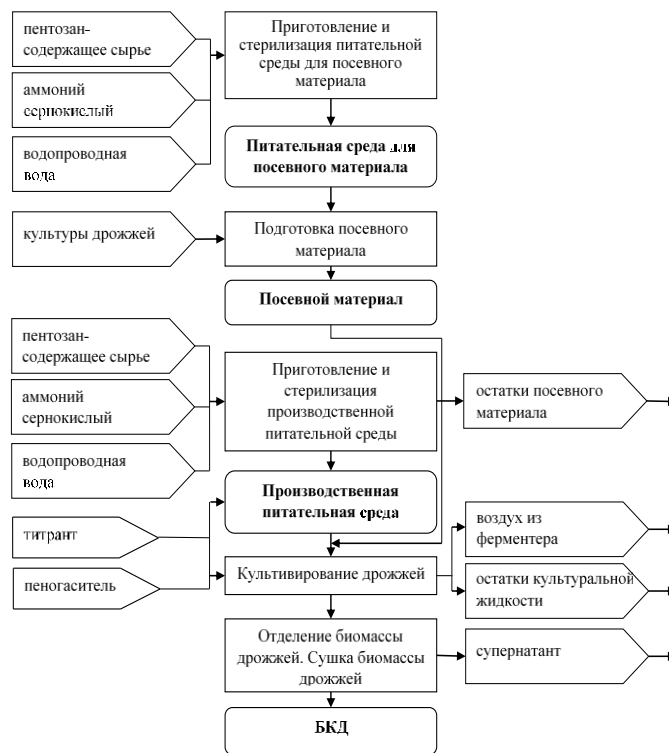 пентозан-
содержащее сырье
аммоний
сернокислый
водопроводная
вода
Приготовление и
стерилизация питательной
среды для посевного
материала
Питательная среда для
посевного материала
культуры дрожжей
Подготовка посевного
материала
Посевной материал
пентозан-
содержащее сырье
аммоний
сернокислый
водопроводная
вода
Приготовление и
стерилизация
производственной
питательной среды
остатки посевного
материала
Производственная
питательная среда
титрант
пеногаситель
Культивирование дрожжей
воздух из
ферментера
остатки культуральной
жидкости
Отделение биомассы
дрожжей. Сушка биомассы
дрожжей
супернатант
БКД